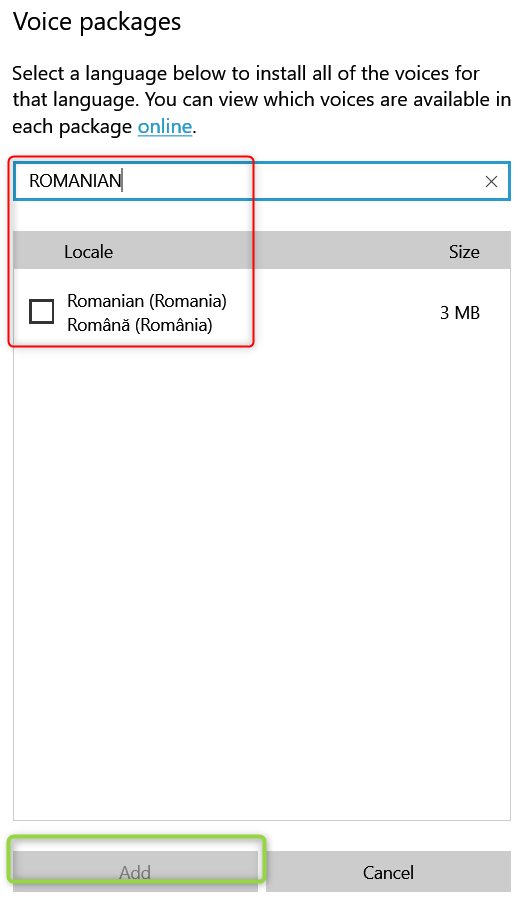 Voice packages
Select a language below to install all of the voices for
that language. You can view which voices are available in
each package online.
ROMANIAN
Locale Size
Romanian (Romania)
Română (România)
3 MB
Add Cancel